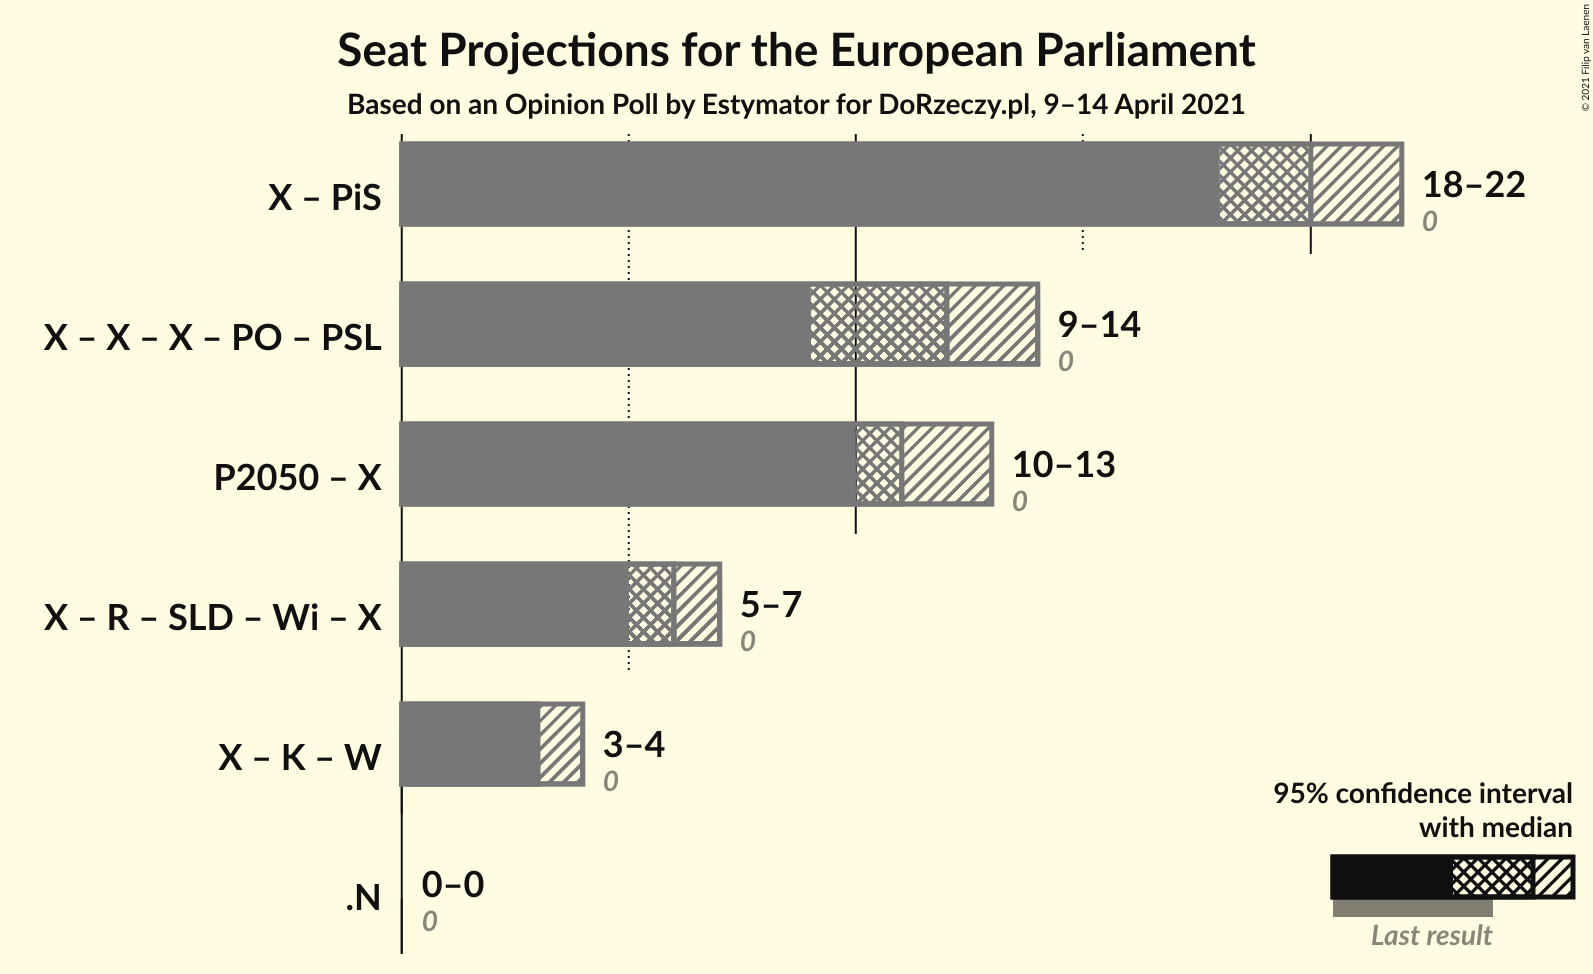 Seat Projections for the European Parliament
Based on an Opinion Poll by Estymator for DoRzeczy.pl, 9–14 April 2021
© 2021 Filip van Laenen
X – PiS
18–22
0
X – X – X – PO – PSL
9–14
0
P2050 – X
10–13
0
X – R – SLD – Wi – X
5–7
0
X – K – W
3–4
0
.N
0–0
0
95% confidence interval
with median
Last result